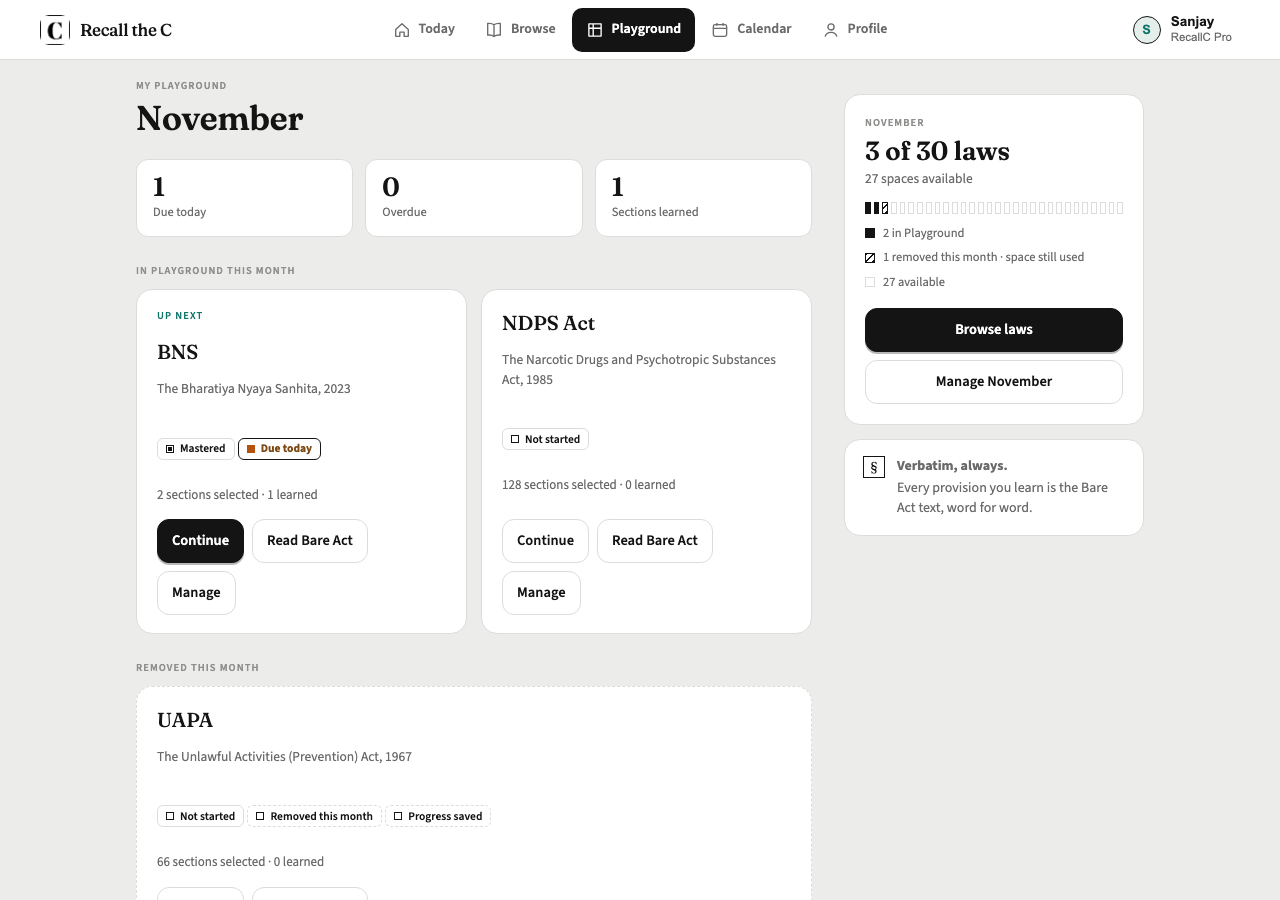 C Recall the C
Today
Browse
Playground
Calendar
Profile
S
Sanjay
RecallC Pro
MY PLAYGROUND
November
1
Due today
0
Overdue
1
Sections learned
IN PLAYGROUND THIS MONTH
UP NEXT
BNS
The Bharatiya Nyaya Sanhita, 2023
Mastered
Due today
2 sections selected · 1 learned
Continue
Read Bare Act
Manage
NDPS Act
The Narcotic Drugs and Psychotropic Substances
Act, 1985
Not started
128 sections selected · 0 learned
Continue
Read Bare Act
Manage
REMOVED THIS MONTH
UAPA
The Unlawful Activities (Prevention) Act, 1967
Not started
Removed this month
Progress saved
66 sections selected · 0 learned
NOVEMBER
3 of 30 laws
27 spaces available
2 in Playground
1 removed this month · space still used
27 available
Browse laws
Manage November
§
Verbatim, always.
Every provision you learn is the Bare
Act text, word for word.